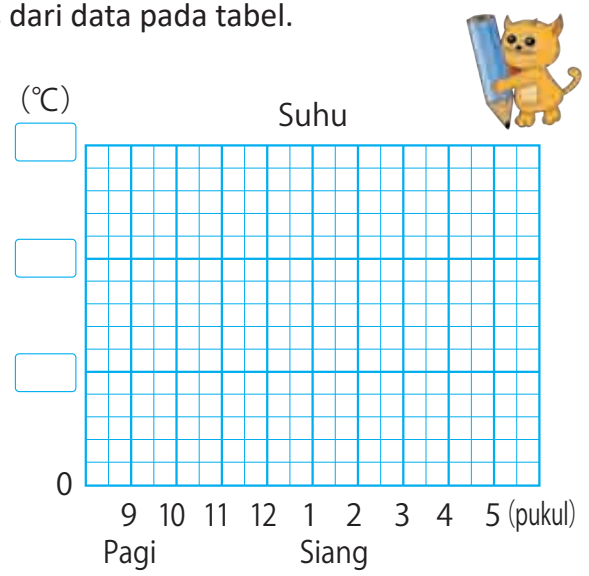 dari data pada tabel.
(°C)
Suhu
0
9 10 11 12 1 2 3 4 5 (pukul)
Pagi Siang